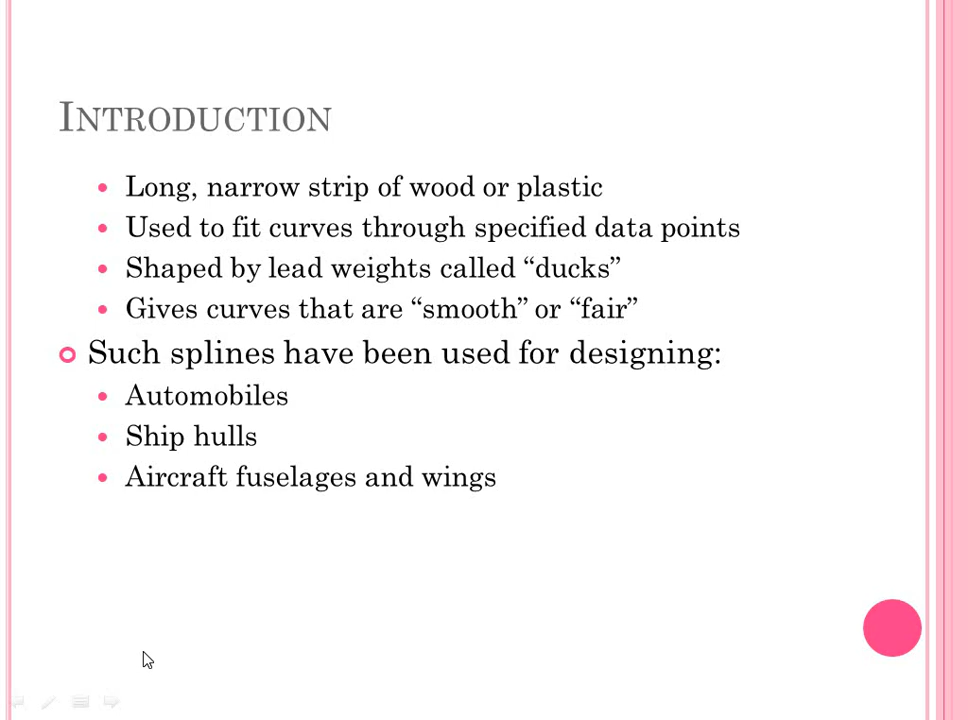 Introduction
Long, narrow strip of wood or plastic
Used to fit curves through specified data points
Shaped by lead weights called “ducks”
Gives curves that are “smooth” or “fair”
Such splines have been used for designing:
Automobiles
Ship hulls
Aircraft fuselages and wings